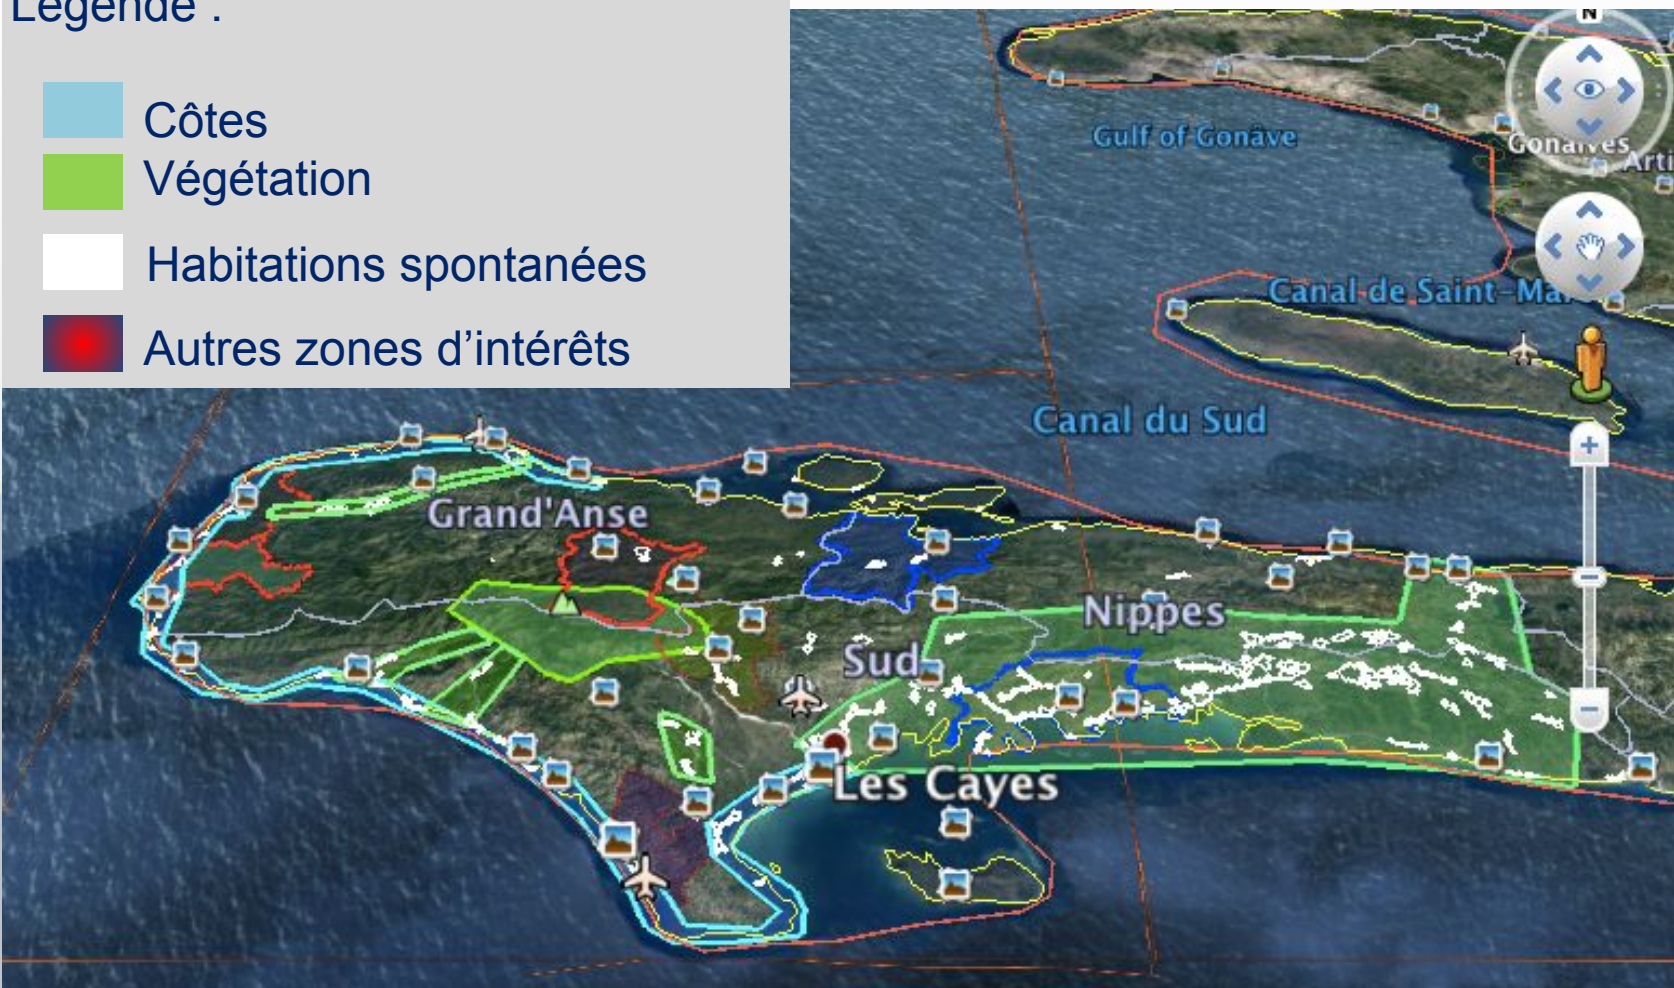 Légende :
Côtes
Végétation
Habitations spontanées
Autres zones d’intérêts
N
Gulf of Gonâve
Gonaïves
Canal de Saint-Ma
Canal du Sud
Grand'Anse
Nippes
Sud
Les Cayes